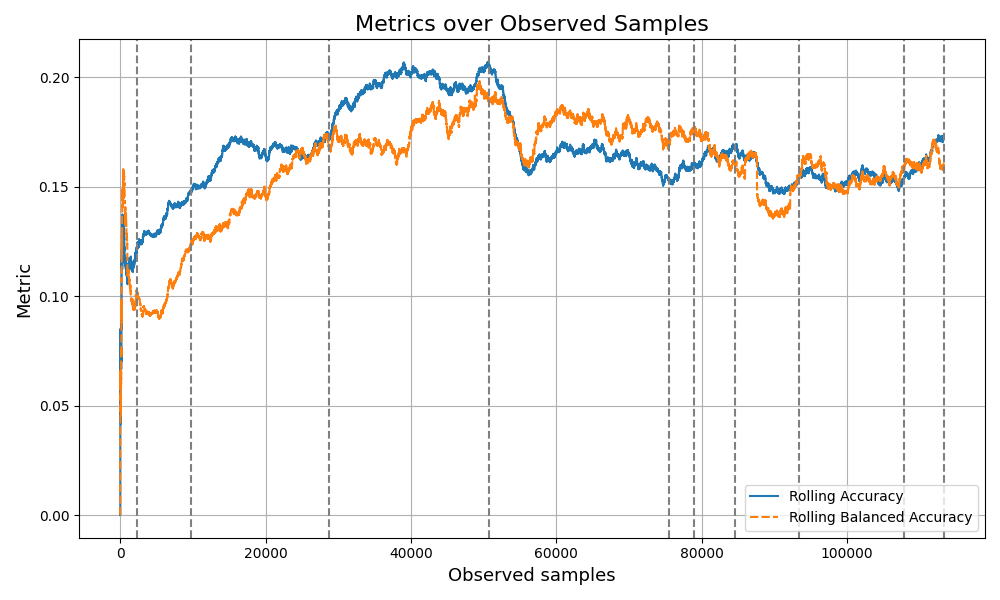 Metrics over Observed Samples
Metric
0.20
0.15
0.10
0.05
0.00
0
20000
40000
60000
80000
100000
Observed samples
Rolling Accuracy
Rolling Balanced Accuracy